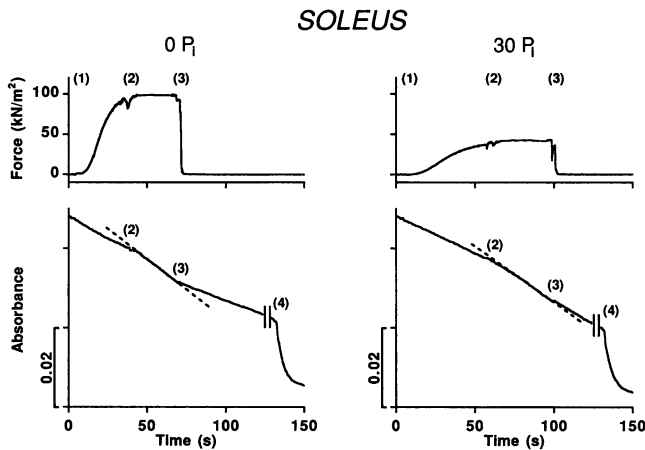 SOLEUS
0 Pi
30 Pi
(1) (2) (3)
(1) (2) (3)
Force (kN/m²)
100
50
0
(2)
(3)
(4)
(2)
(3)
(4)
Absorbance
0.02
0.02
0 50 100 150
0 50 100 150
Time (s)
Time (s)